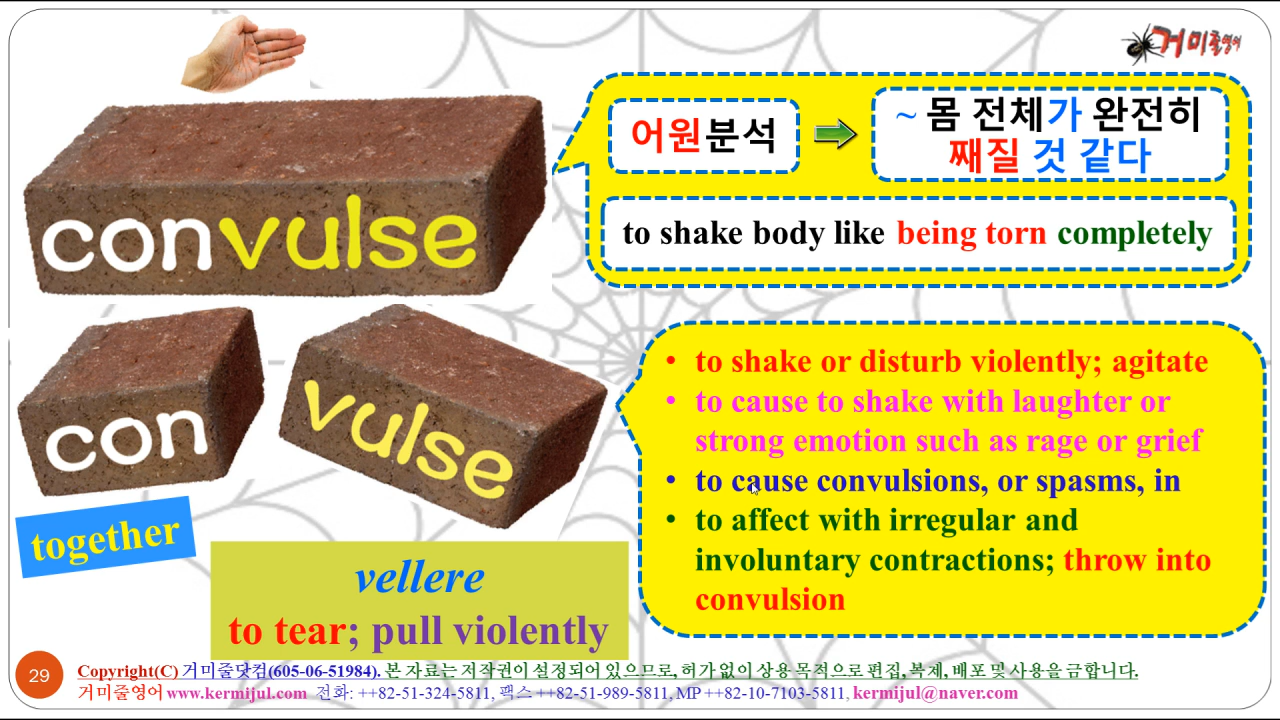 거미줄영어
convulse
어원분석
~ 몸 전체가 완전히
째질 것 같다
to shake body like being torn completely
con
vulse
together
vellere
to tear; pull violently
• to shake or disturb violently; agitate
• to cause to shake with laughter or
strong emotion such as rage or grief
• to cause convulsions, or spasms, in
• to affect with irregular and
involuntary contractions; throw into
convulsion
29
Copyright(C) 거미줄닷컴(605-06-51984). 본 자료는 저작권이 설정되어 있으므로, 허가 없이 상용 목적으로 편집, 복제, 배포 및 사용을 금합니다.
거미줄영어 www.kermijul.com 전화: ++82-51-324-5811, 팩스 ++82-51-989-5811, MP ++82-10-7103-5811, kermijul@naver.com